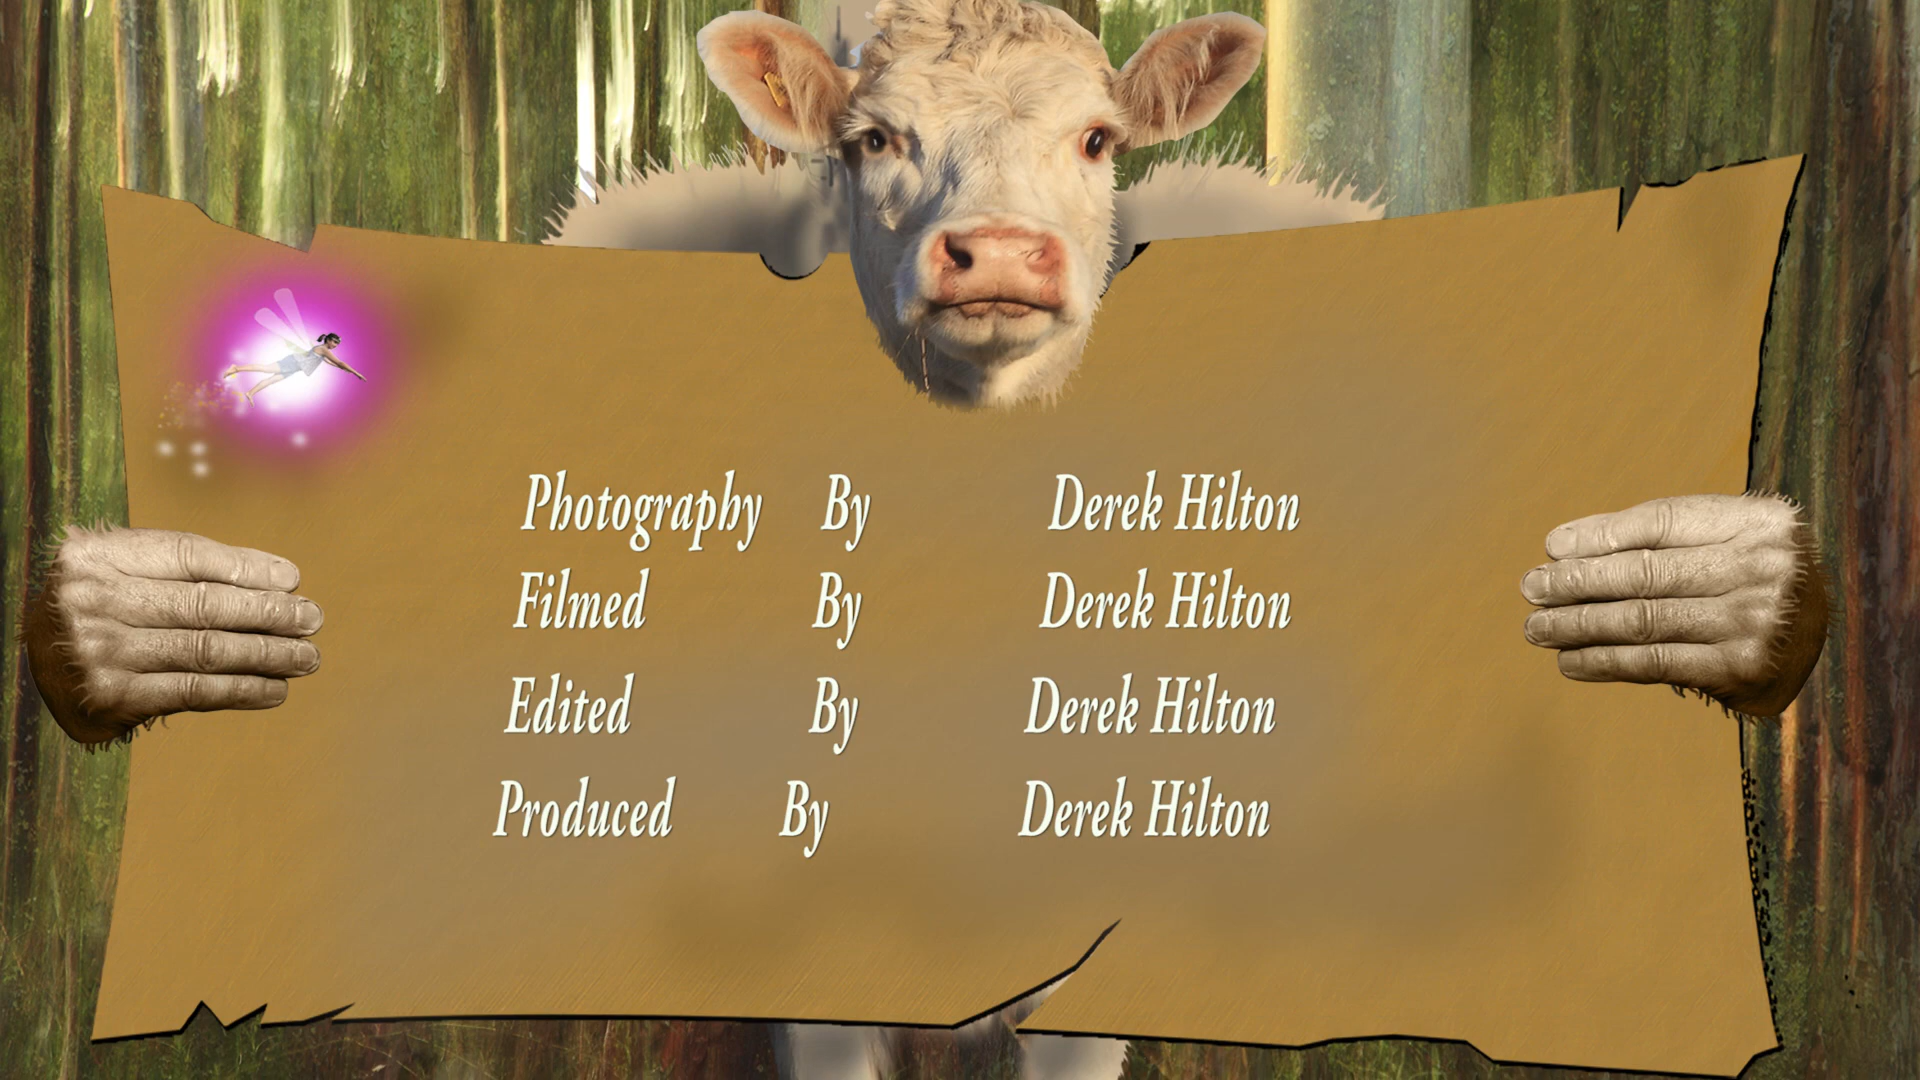 Photography By Derek Hilton
Filmed By Derek Hilton
Edited By Derek Hilton
Produced By Derek Hilton